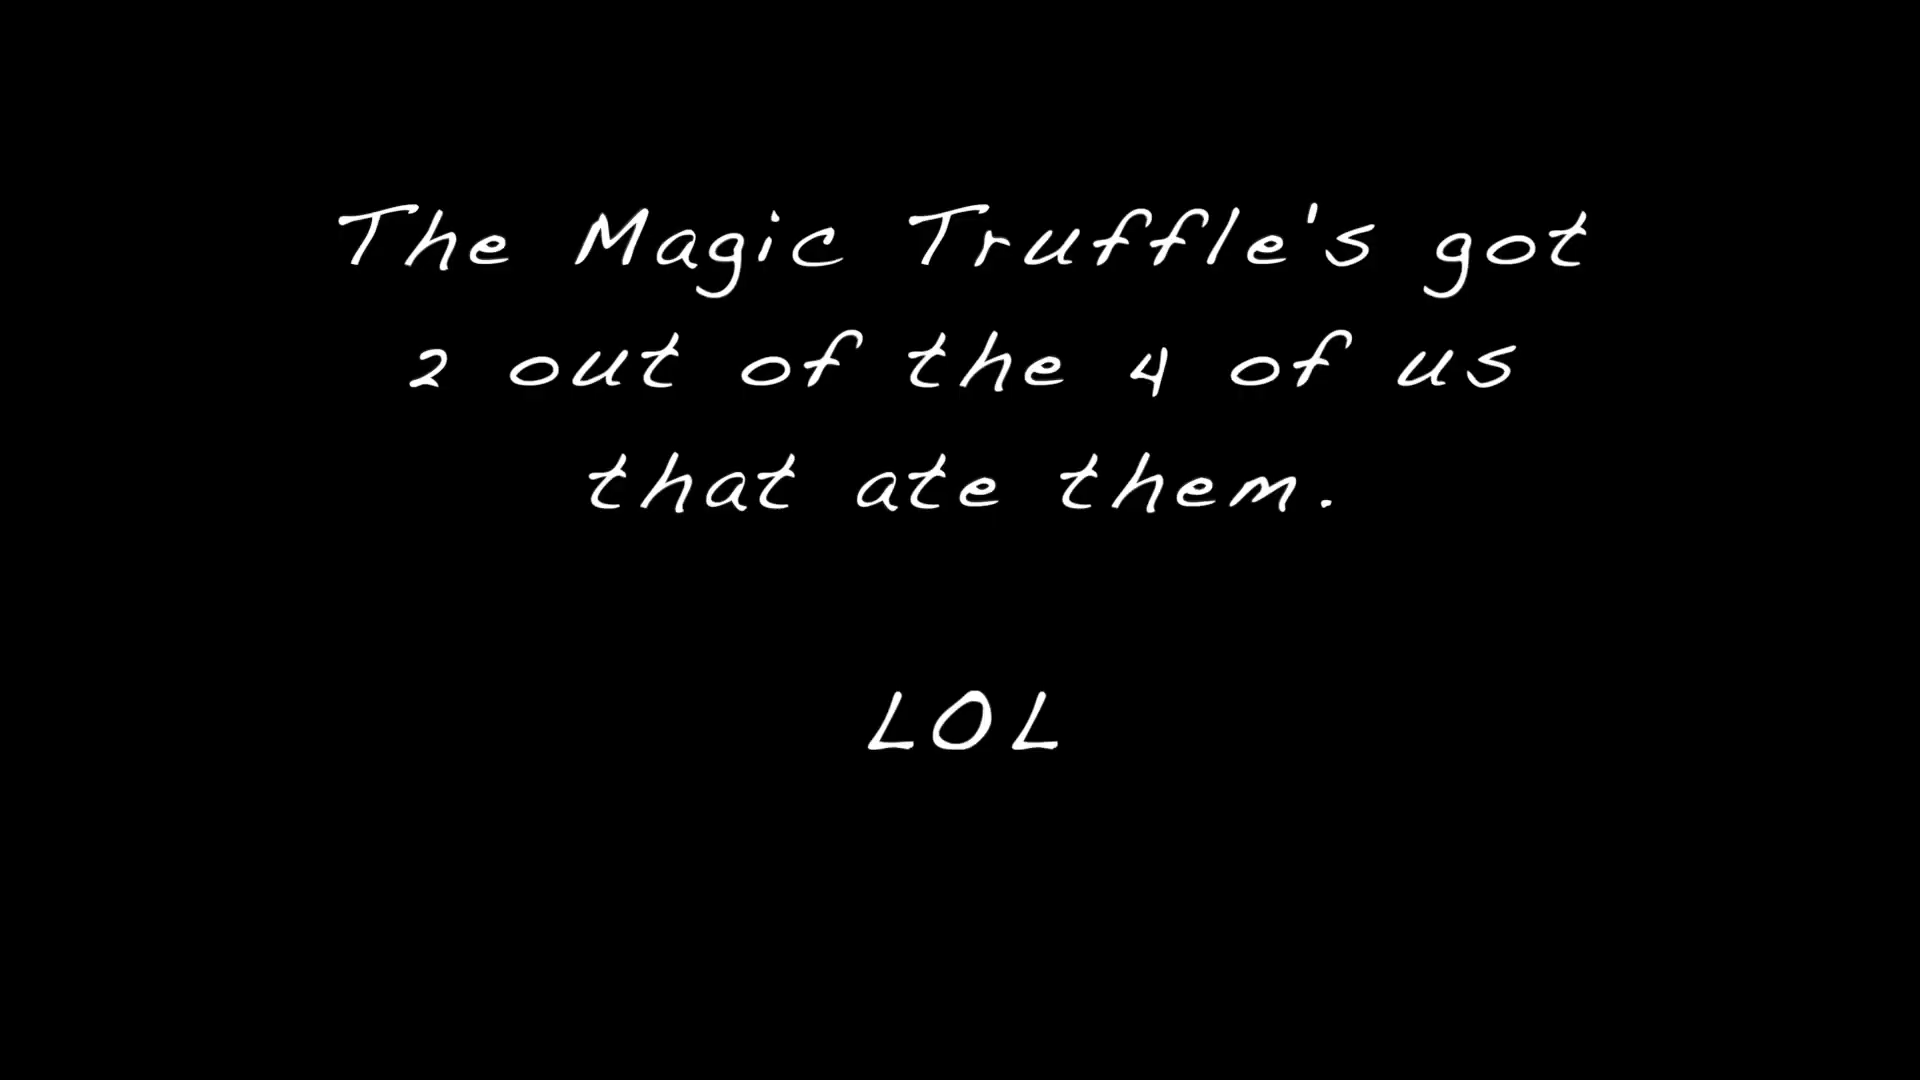 The Magic Truffle's got
2 out of the 4 of us
that ate them.
LOL